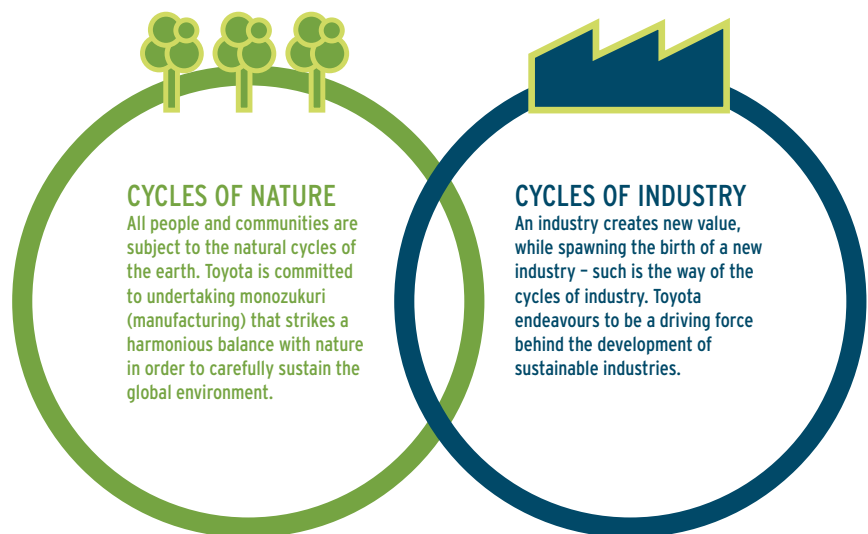 CYCLES OF NATURE
All people and communities are
subject to the natural cycles of
the earth. Toyota is committed
to undertaking monozukuri
(manufacturing) that strikes a
harmonious balance with nature
in order to carefully sustain the
global environment.
CYCLES OF INDUSTRY
An industry creates new value,
while spawning the birth of a new
industry – such is the way of the
cycles of industry. Toyota
endeavours to be a driving force
behind the development of
sustainable industries.